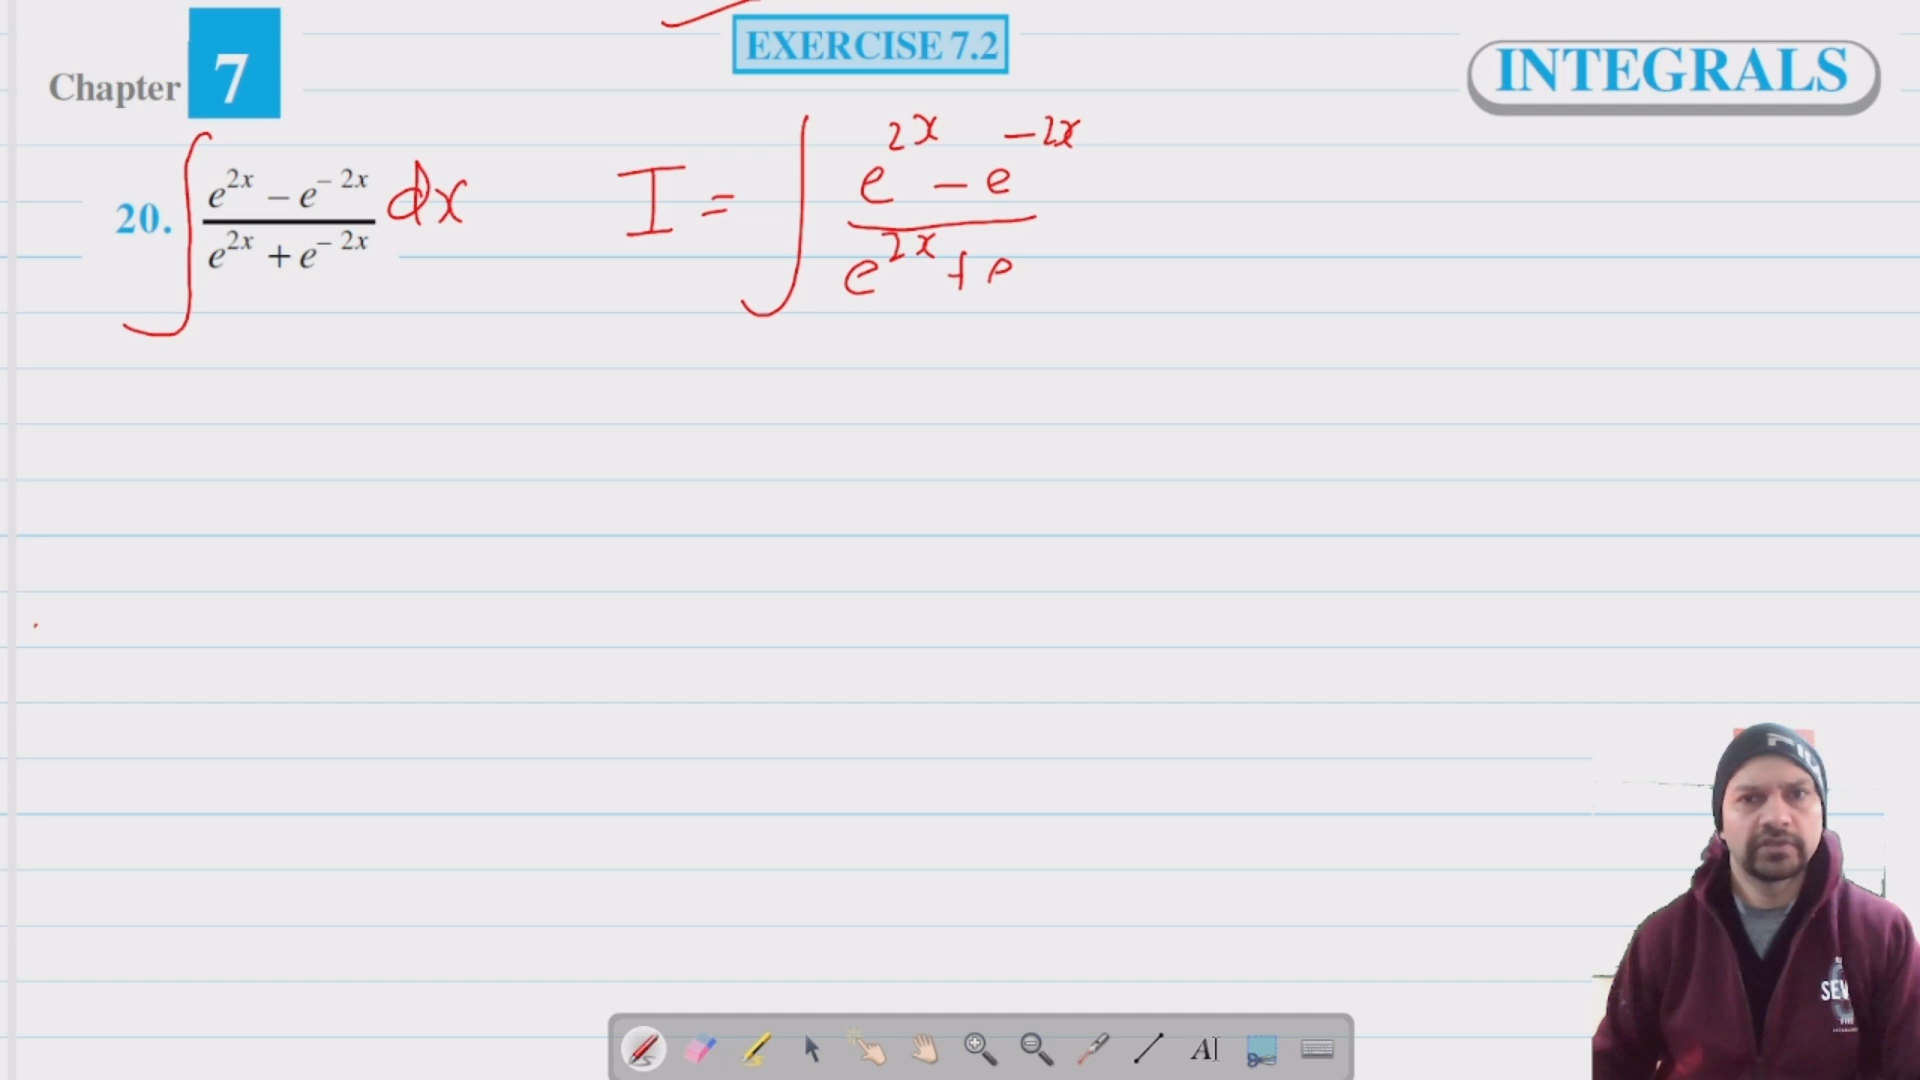 EXERCISE 7.2
Chapter 7
INTEGRALS
20. ∫ (e^{2x} − e^{− 2x}) / (e^{2x} + e^{− 2x}) dx
I = ∫ (e^{2x} − e^{−2x}) / (e^{2x} + e